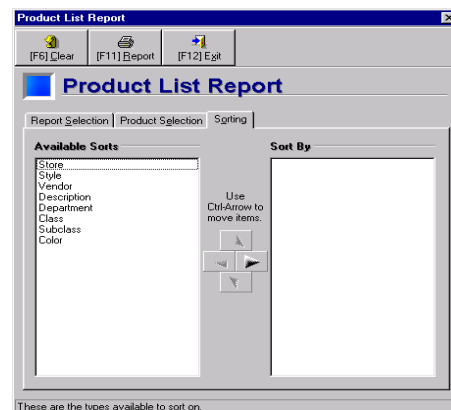 Product List Report
[F6] Clear
[F11] Report
[F12] Exit
Product List Report
Report Selection
Product Selection
Sorting
Available Sorts
Sort By
Store
Style
Vendor
Description
Department
Class
Subclass
Color
Use
Ctrl-Arrow to
move items.
These are the types available to sort on.